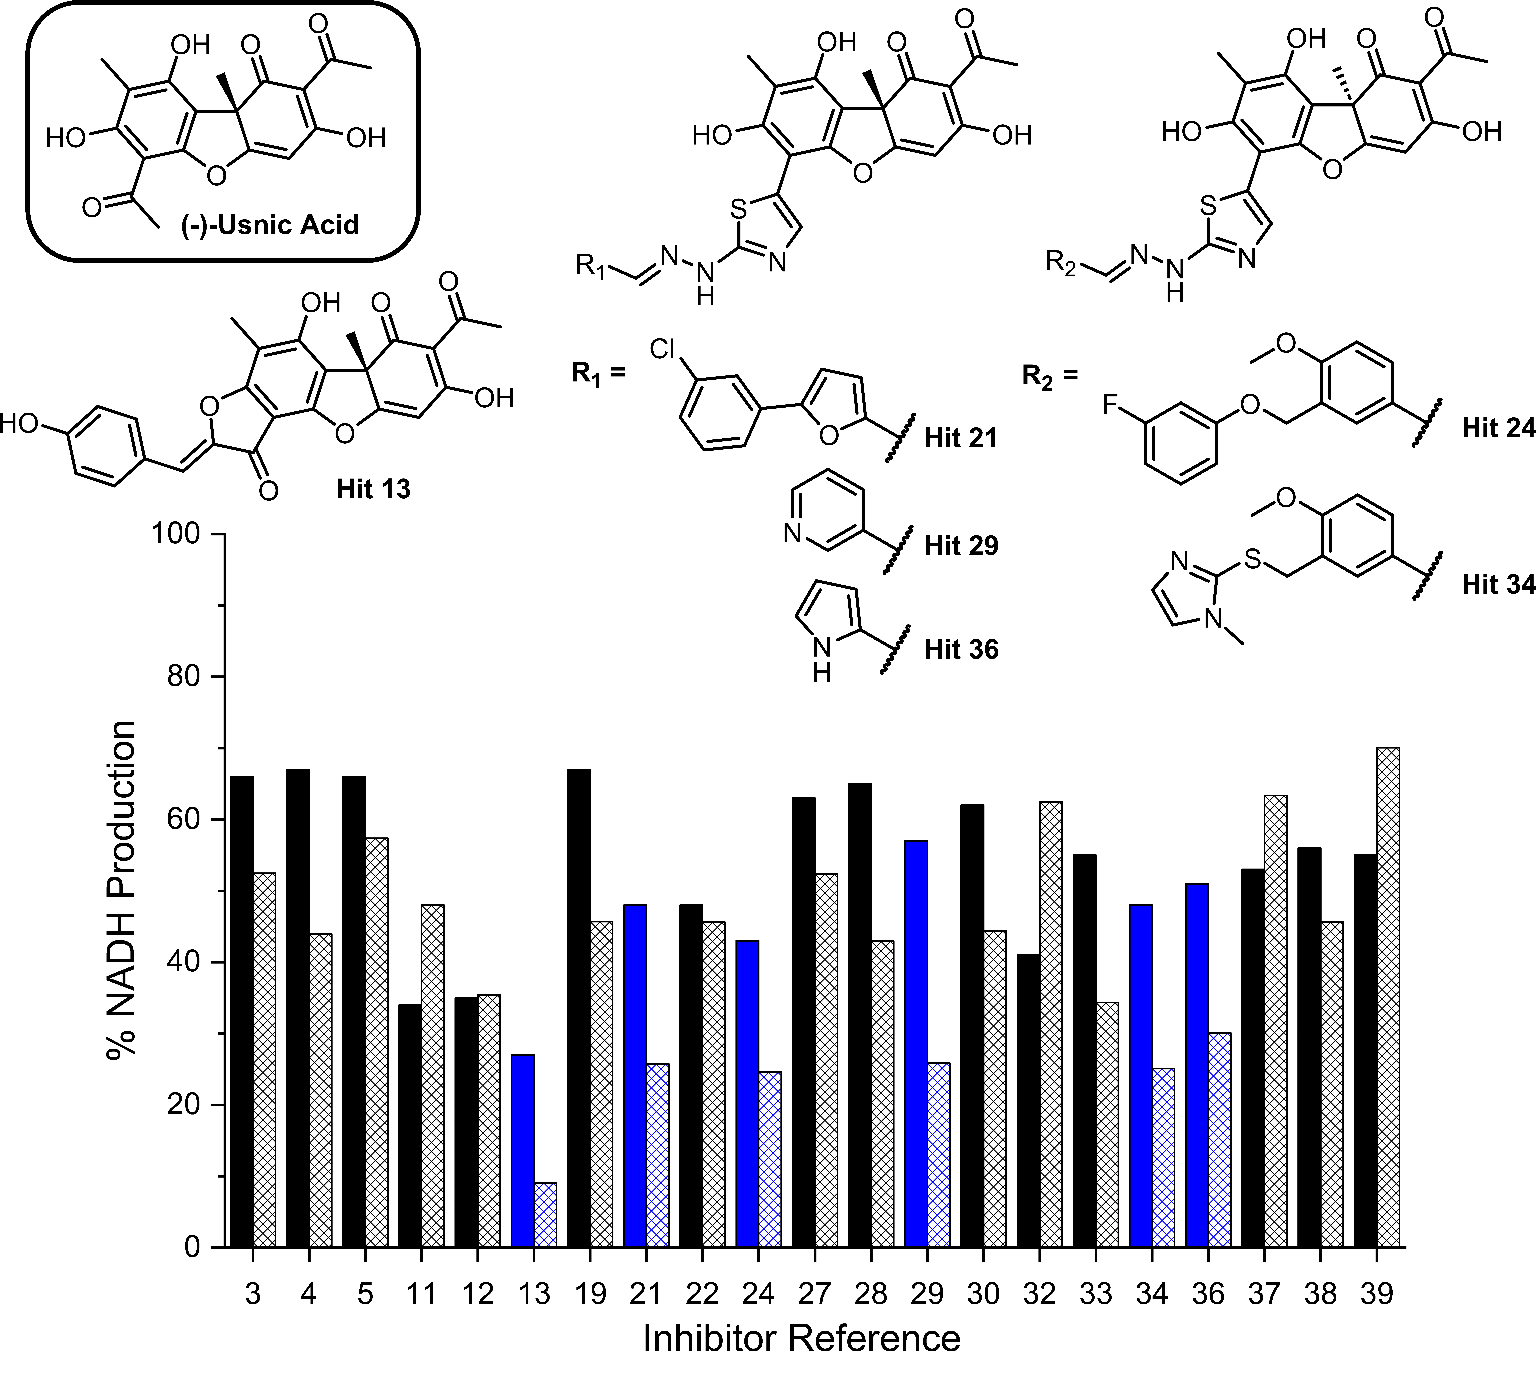 OH
O
O
HO
OH
O
O
(-)-Usnic Acid
OH
O
O
HO
OH
O
S
N
R1
N
N
H
OH
O
O
HO
OH
O
S
N
R2
N
N
H
OH
O
O
OH
O
O
HO
O
Hit 13
R1 =
Cl
O
Hit 21
N
Hit 29
N
H
Hit 36
R2 =
O
F
O
Hit 24
O
N
S
N
Hit 34
100
80
60
40
20
0
% NADH Production
3 4 5 11 12 13 19 21 22 24 27 28 29 30 32 33 34 36 37 38 39
Inhibitor Reference